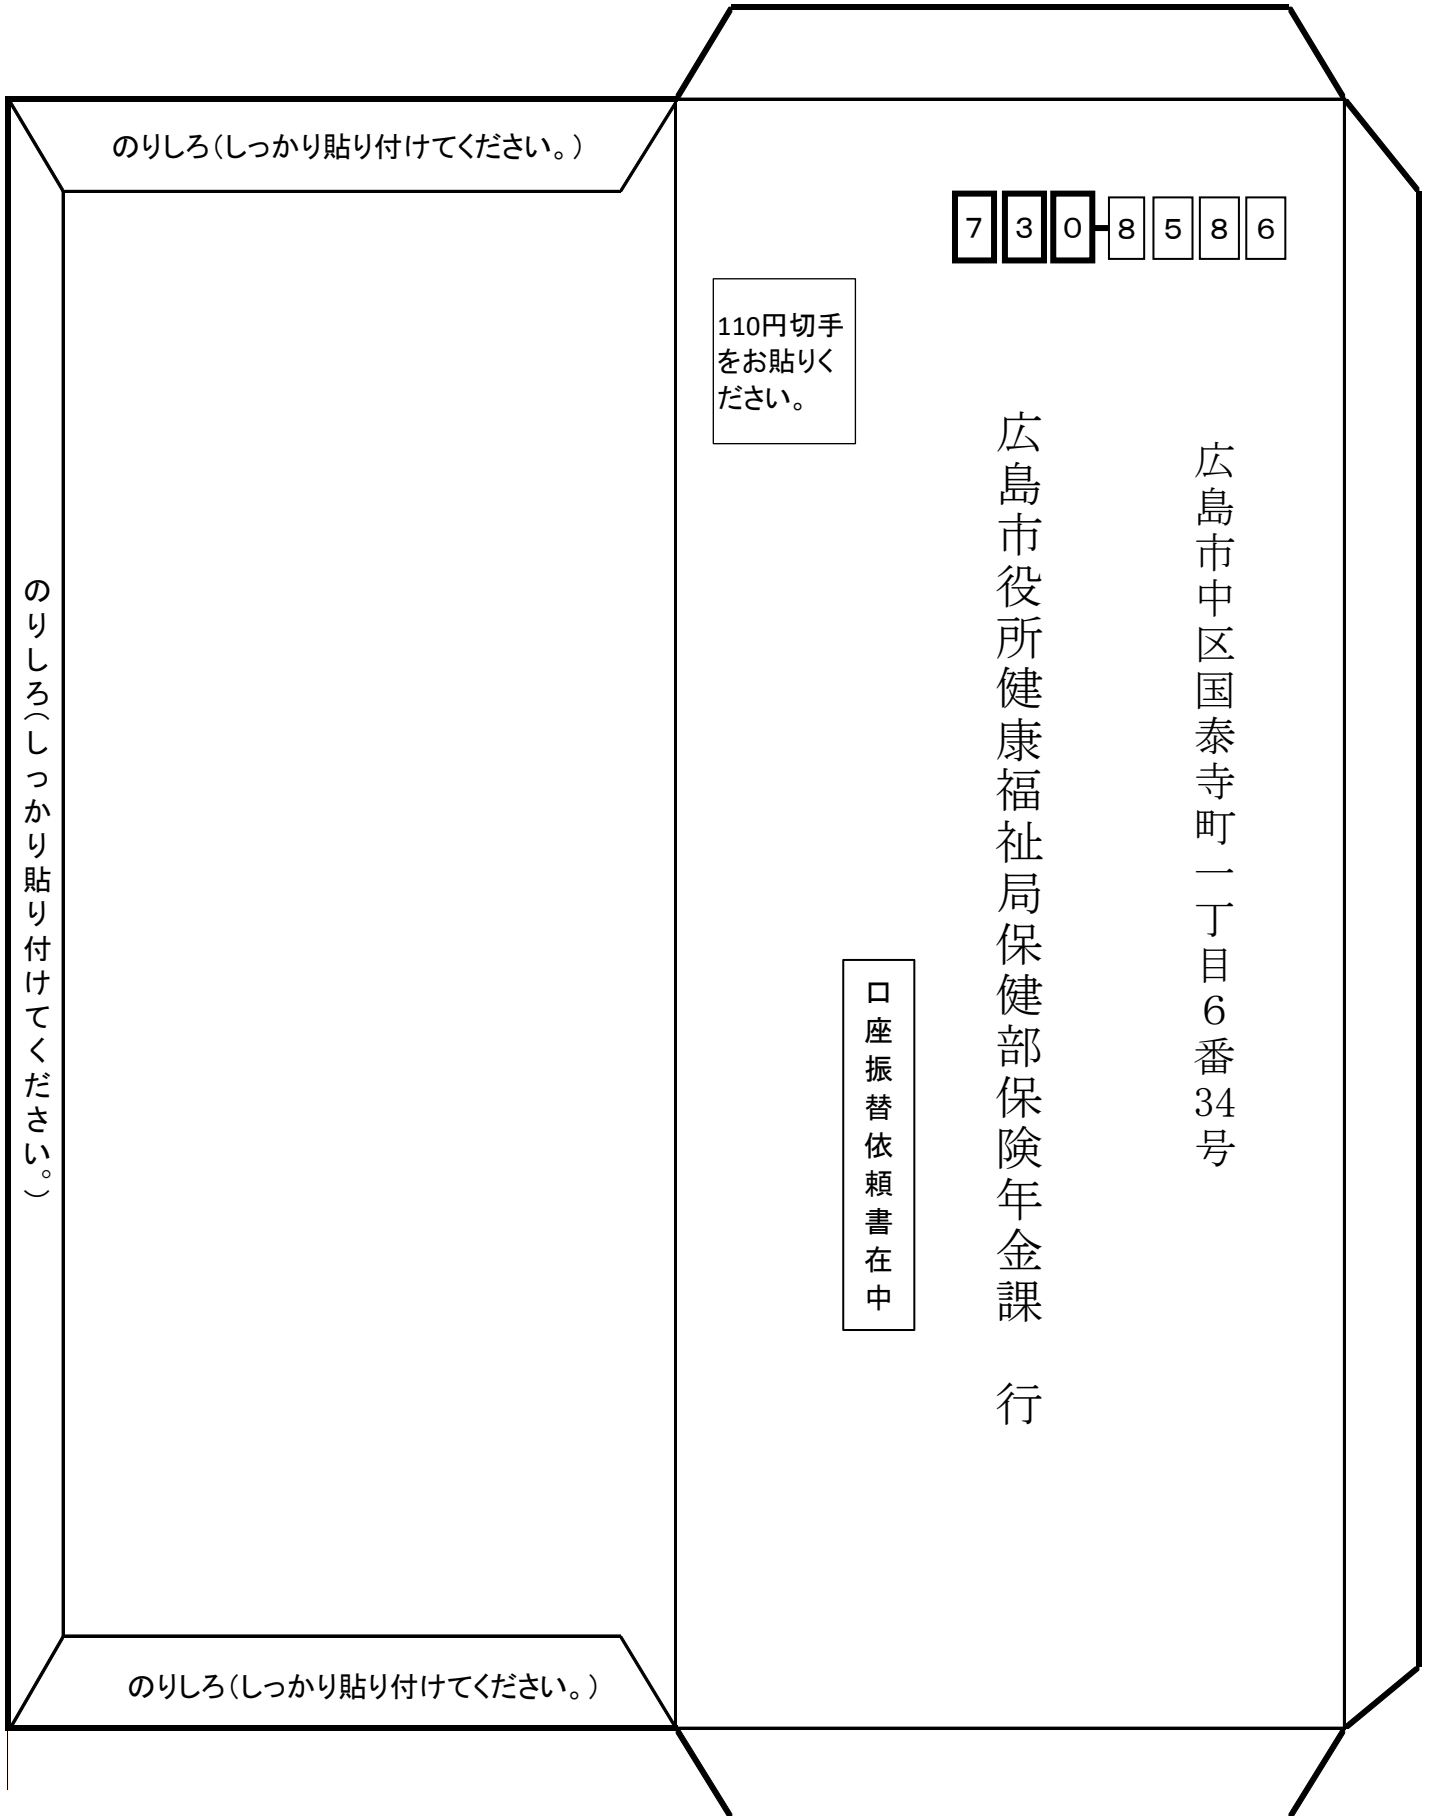 のりしろ（しっかり貼り付けてください。）
730-8586
110円切手
をお貼りく
ださい。
広島市中区国泰寺町一丁目6番34号
広島市役所健康福祉局保健部保険年金課　行
口座振替依頼書在中
のりしろ（しっかり貼り付けてください。）
のりしろ（しっかり貼り付けてください。）